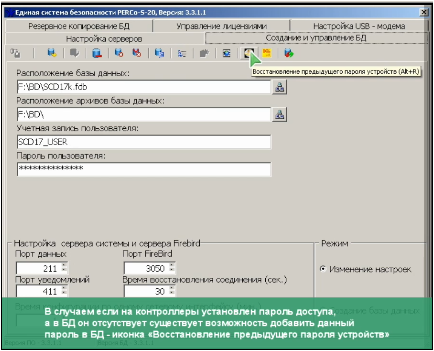 Единая система безопасности PERCo-S-20, Версия: 3.3.1.1
Резервное копирование БД
Управление лицензиями
Настройка USB - модема
Настройка серверов
Создание и управление БД
Восстановление предыдущего пароля устройств (Alt+R)
Расположение базы данных:
F:\BD\SCD17k.fdb
Расположение архивов базы данных:
F:\BD\
Учетная запись пользователя:
SCD17_USER
Пароль пользователя:
**************
Настройка сервера системы и сервера Firebird
Режим
Порт данных
Порт FireBird
211
3050
Изменение настроек
Порт уведомлений
Время восстановления соединения (сек.)
411
30
В случаем если на контроллеры установлен пароль доступа,
а в БД он отсутствует существует возможность добавить данный
пароль в БД - иконка «Восстановление предыдущего пароля устройств»